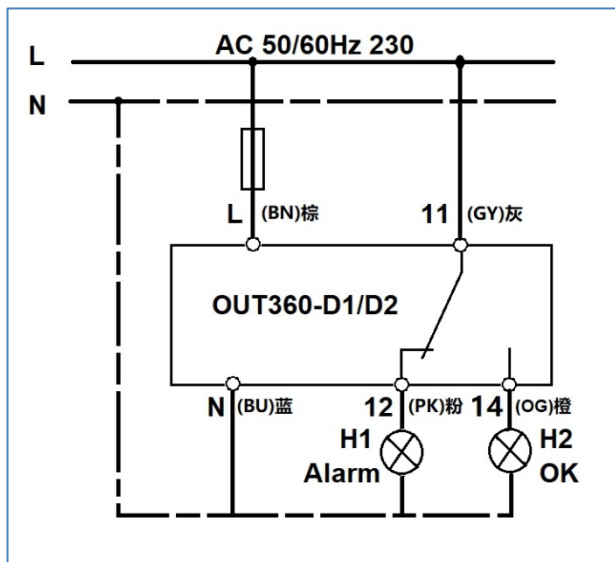 AC 50/60Hz 230
L
N
L (BN)棕
11 (GY)灰
OUT360-D1/D2
N (BU)蓝
12 (PK)粉
14 (OG)橙
H1
Alarm
H2
OK